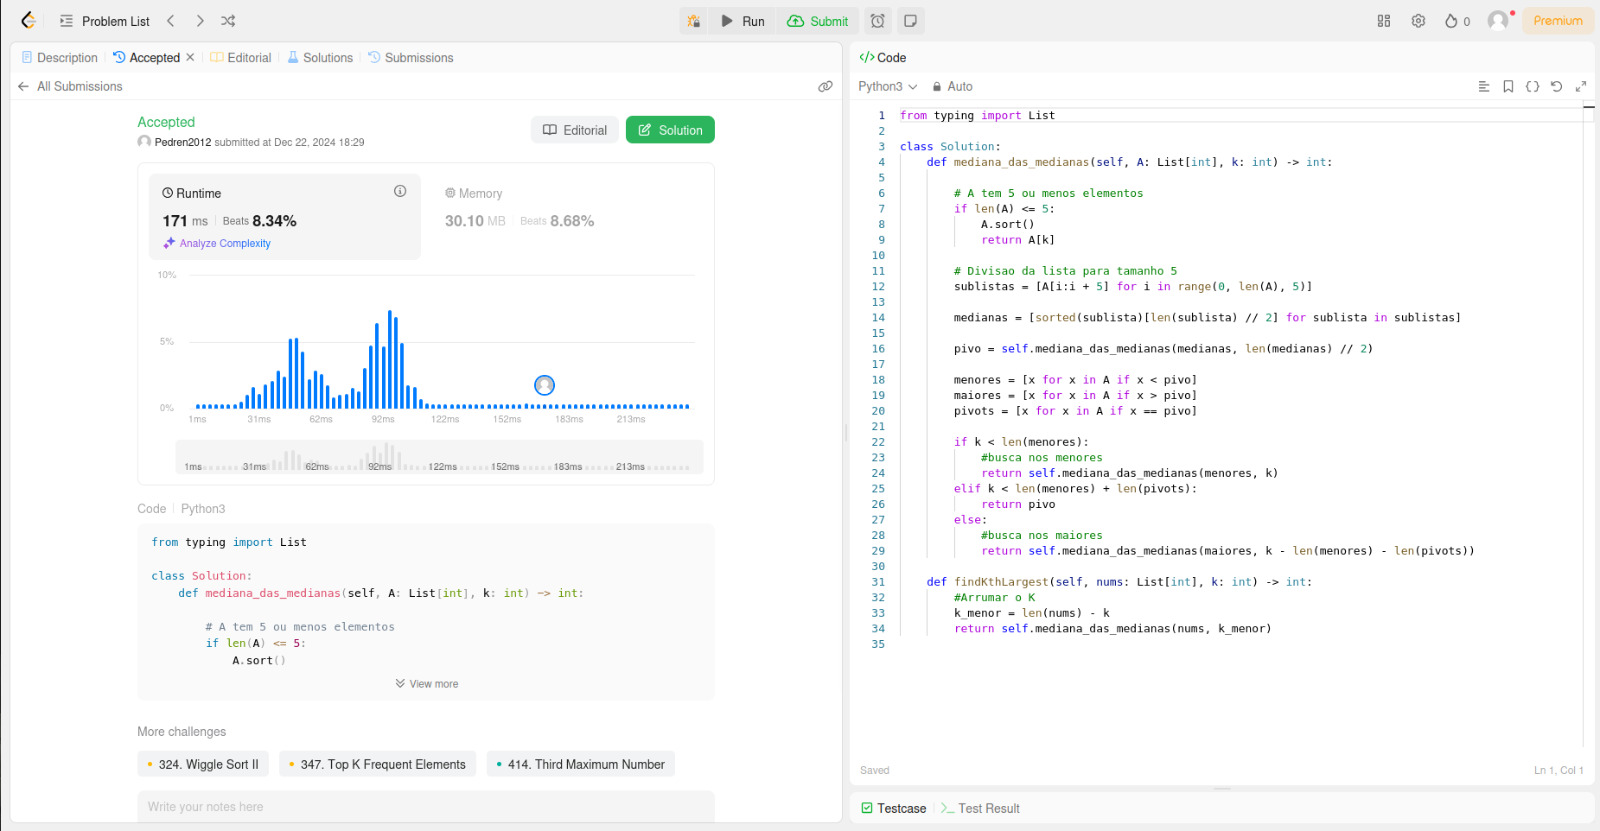 Problem List
Run
Submit
0
Premium
Description
Accepted
Editorial
Solutions
Submissions
All Submissions
Accepted
Pedren2012 submitted at Dec 22, 2024 18:29
Editorial
Solution
Runtime
171 ms
Beats 8.34%
Analyze Complexity
Memory
30.10 MB
Beats 8.68%
10%
5%
0%
1ms 31ms 62ms 92ms 122ms 152ms 183ms 213ms
1ms 31ms 62ms 92ms 122ms 152ms 183ms 213ms
Code
Python3
from typing import List
class Solution:
    def mediana_das_medianas(self, A: List[int], k: int) -> int:
        # A tem 5 ou menos elementos
        if len(A) <= 5:
            A.sort()
View more
More challenges
324. Wiggle Sort II
347. Top K Frequent Elements
414. Third Maximum Number
Write your notes here
</> Code
Python3
Auto
1 from typing import List
2
3 class Solution:
4     def mediana_das_medianas(self, A: List[int], k: int) -> int:
5
6         # A tem 5 ou menos elementos
7         if len(A) <= 5:
8             A.sort()
9             return A[k]
10
11         # Divisao da lista para tamanho 5
12         sublistas = [A[i:i + 5] for i in range(0, len(A), 5)]
13
14         medianas = [sorted(sublista)[len(sublista) // 2] for sublista in sublistas]
15
16         pivo = self.mediana_das_medianas(medianas, len(medianas) // 2)
17
18         menores = [x for x in A if x < pivo]
19         maiores = [x for x in A if x > pivo]
20         pivots = [x for x in A if x == pivo]
21
22         if k < len(menores):
23             #busca nos menores
24             return self.mediana_das_medianas(menores, k)
25         elif k < len(menores) + len(pivots):
26             return pivo
27         else:
28             #busca nos maiores
29             return self.mediana_das_medianas(maiores, k - len(menores) - len(pivots))
30
31     def findKthLargest(self, nums: List[int], k: int) -> int:
32         #Arrumar o K
33         k_menor = len(nums) - k
34         return self.mediana_das_medianas(nums, k_menor)
35
Saved
Ln 1, Col 1
Testcase
Test Result